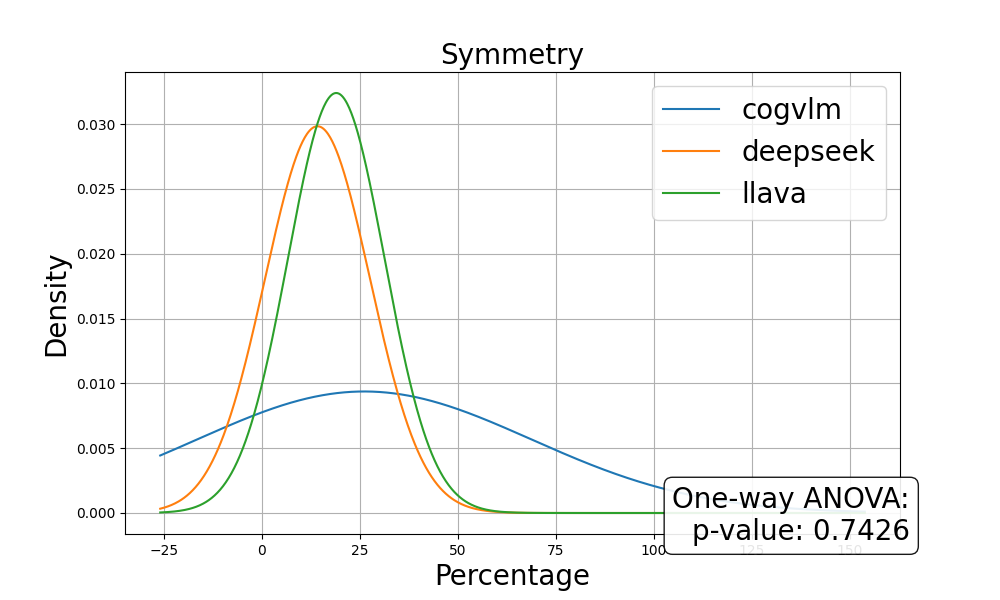 Symmetry
cogvlm
deepseek
llava
Density
0.030
0.025
0.020
0.015
0.010
0.005
0.000
One-way ANOVA:
p-value: 0.7426
−25 0 25 50 75 100 125 150
Percentage